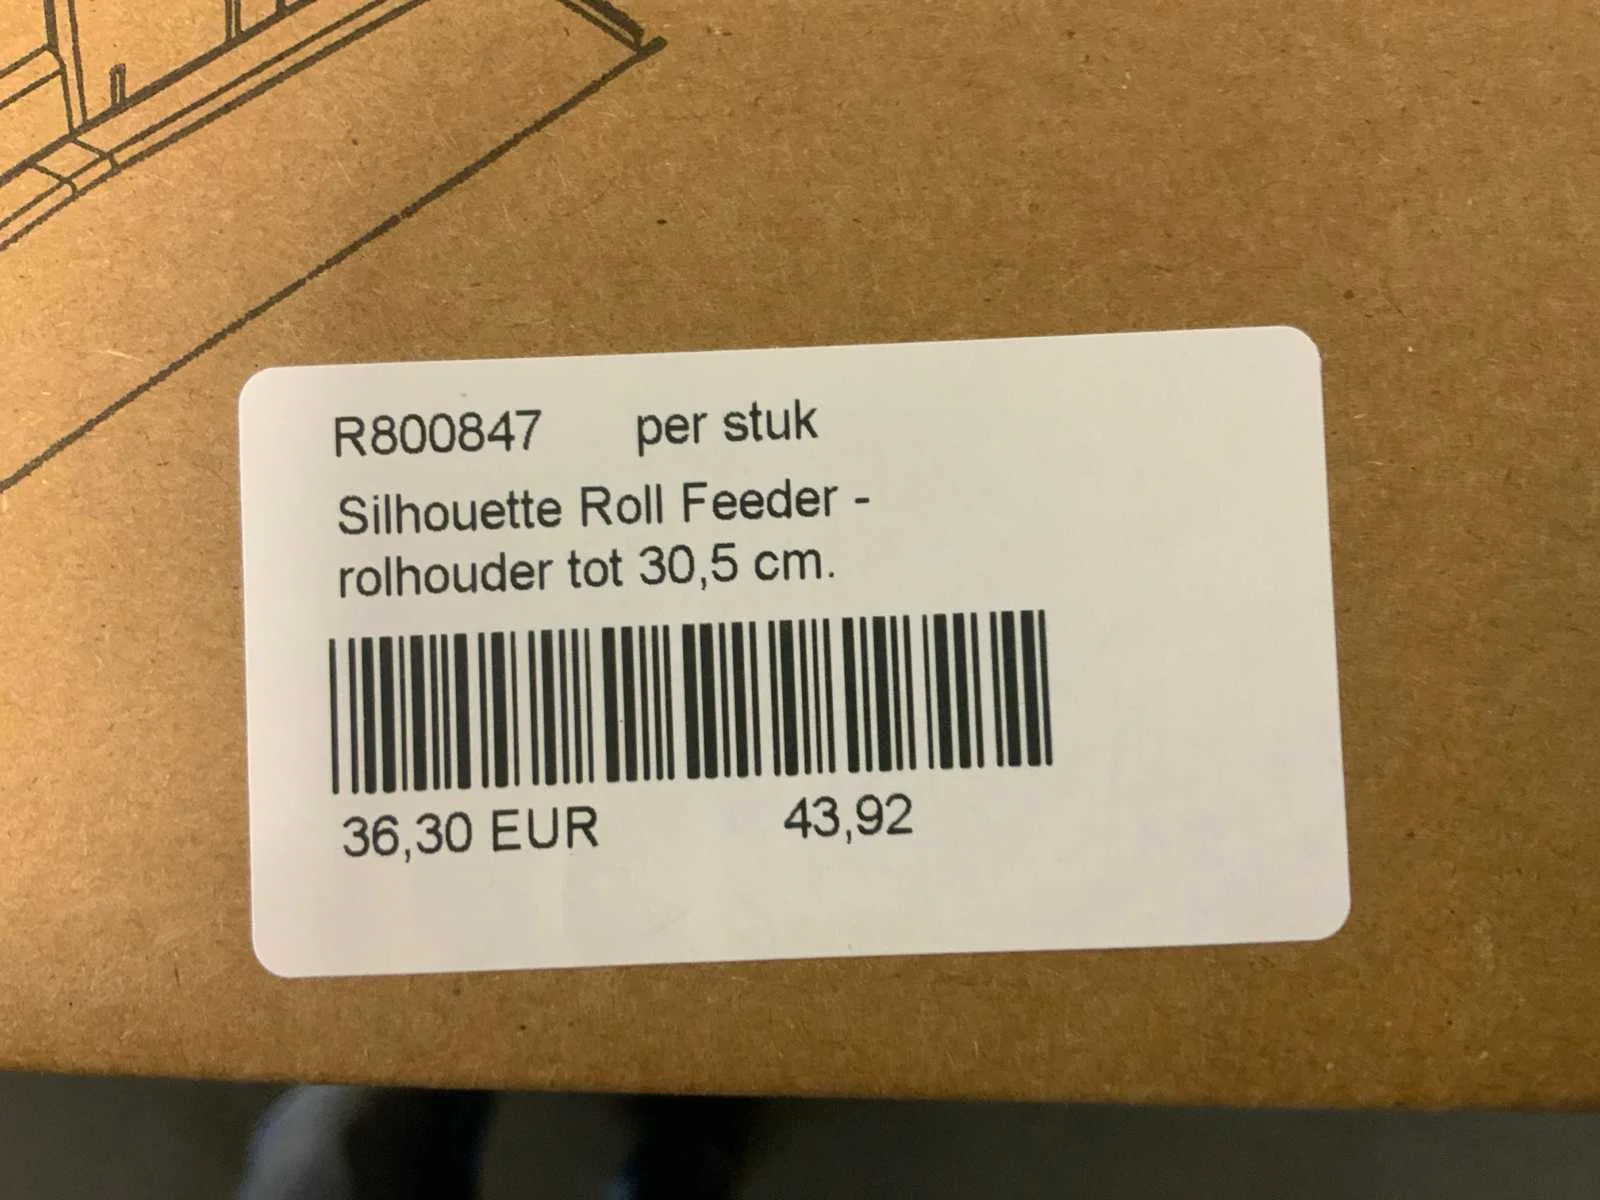 R800847 per stuk
Silhouette Roll Feeder -
rolhouder tot 30,5 cm.
36,30 EUR 43,92